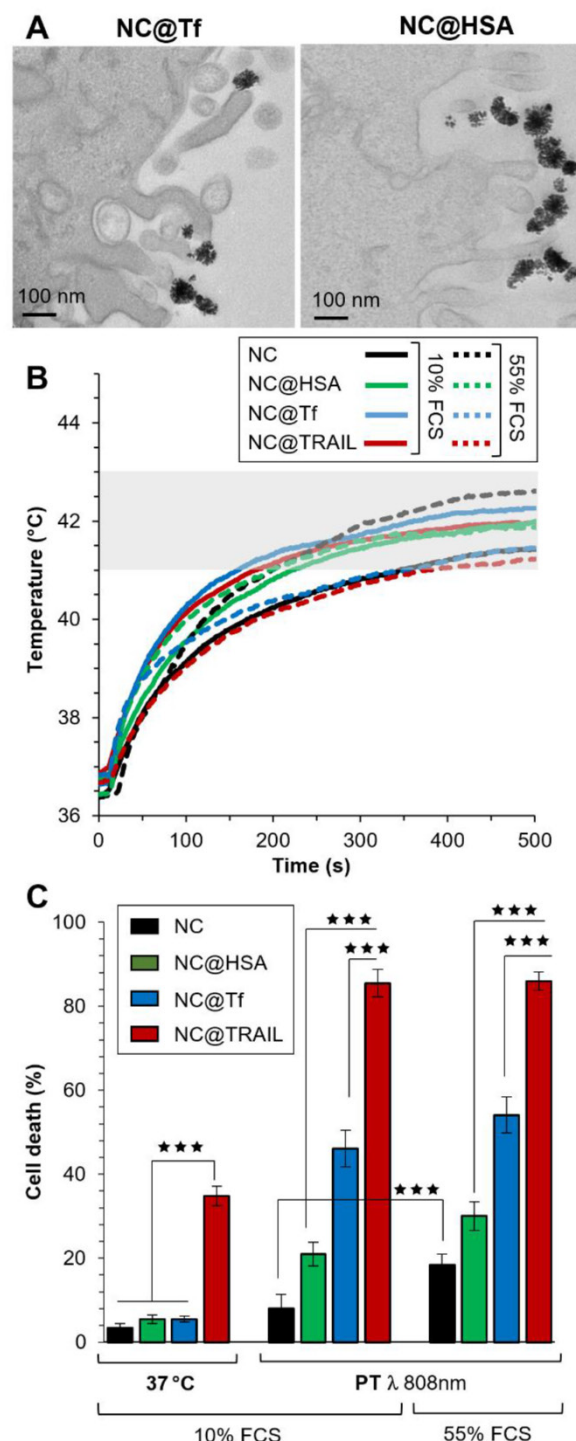 A
NC@Tf
NC@HSA
100 nm
100 nm
B
NC
NC@HSA
NC@Tf
NC@TRAIL
10% FCS
55% FCS
Temperature (°C)
44
42
40
38
36
0
100
200
300
400
500
Time (s)
C
NC
NC@HSA
NC@Tf
NC@TRAIL
Cell death (%)
100
80
60
40
20
0
★★★
★★★
★★★
★★★
★★★
★★★
37 °C
PT λ 808nm
10% FCS
55% FCS